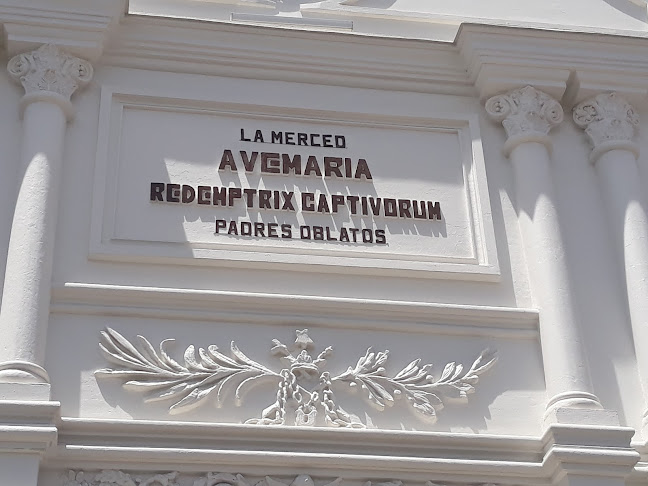 LA MERCED
AVEMARIA
REDEMPTRIX CAPTIVORUM
PADRES OBLATOS